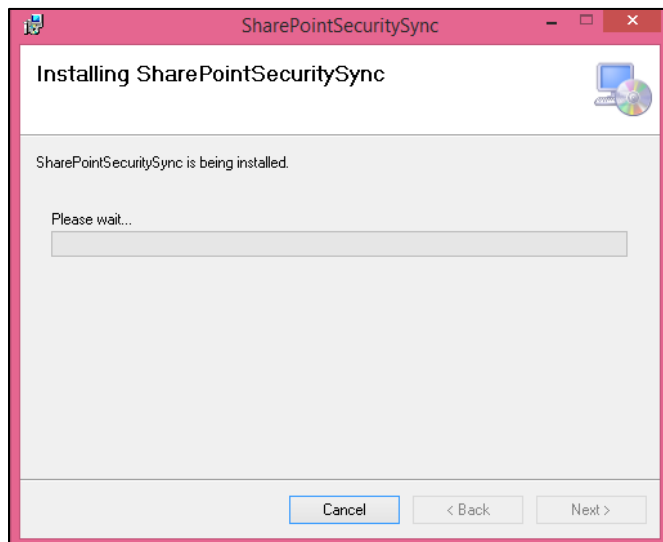 SharePointSecuritySync
Installing SharePointSecuritySync
SharePointSecuritySync is being installed.
Please wait...
Cancel
< Back
Next >